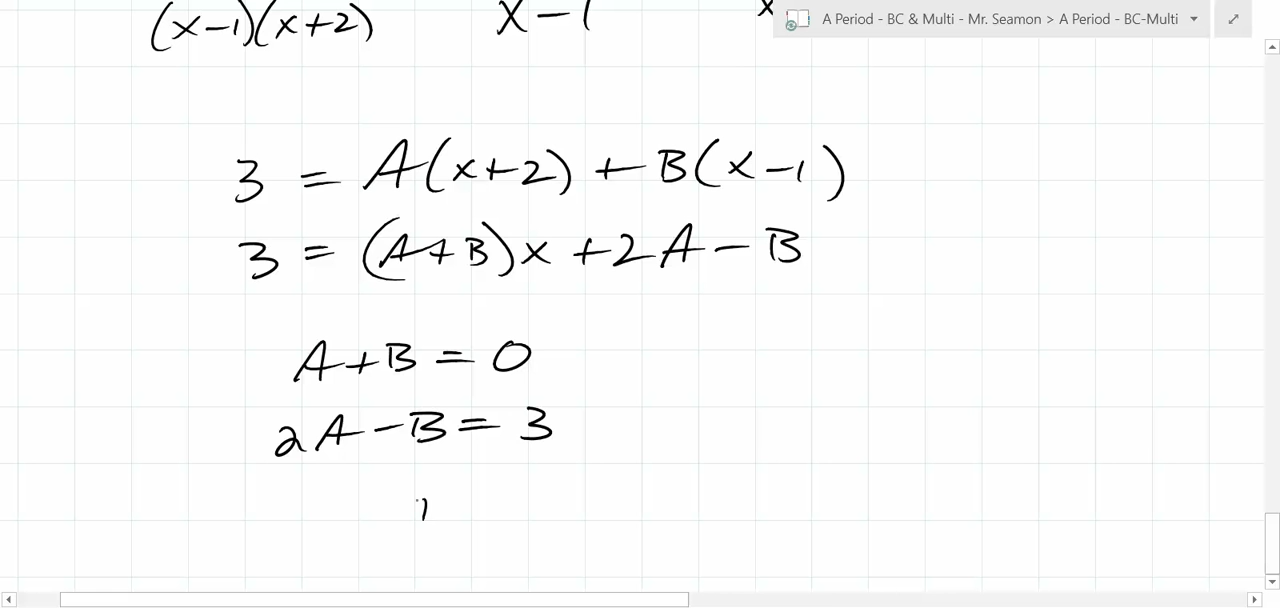 (x-1)(x+2) x-1
A Period - BC & Multi - Mr. Seamon > A Period - BC-Multi
3 = A(x+2) + B(x-1)
3 = (A+B)x + 2A - B
A+B = 0
2A - B = 3